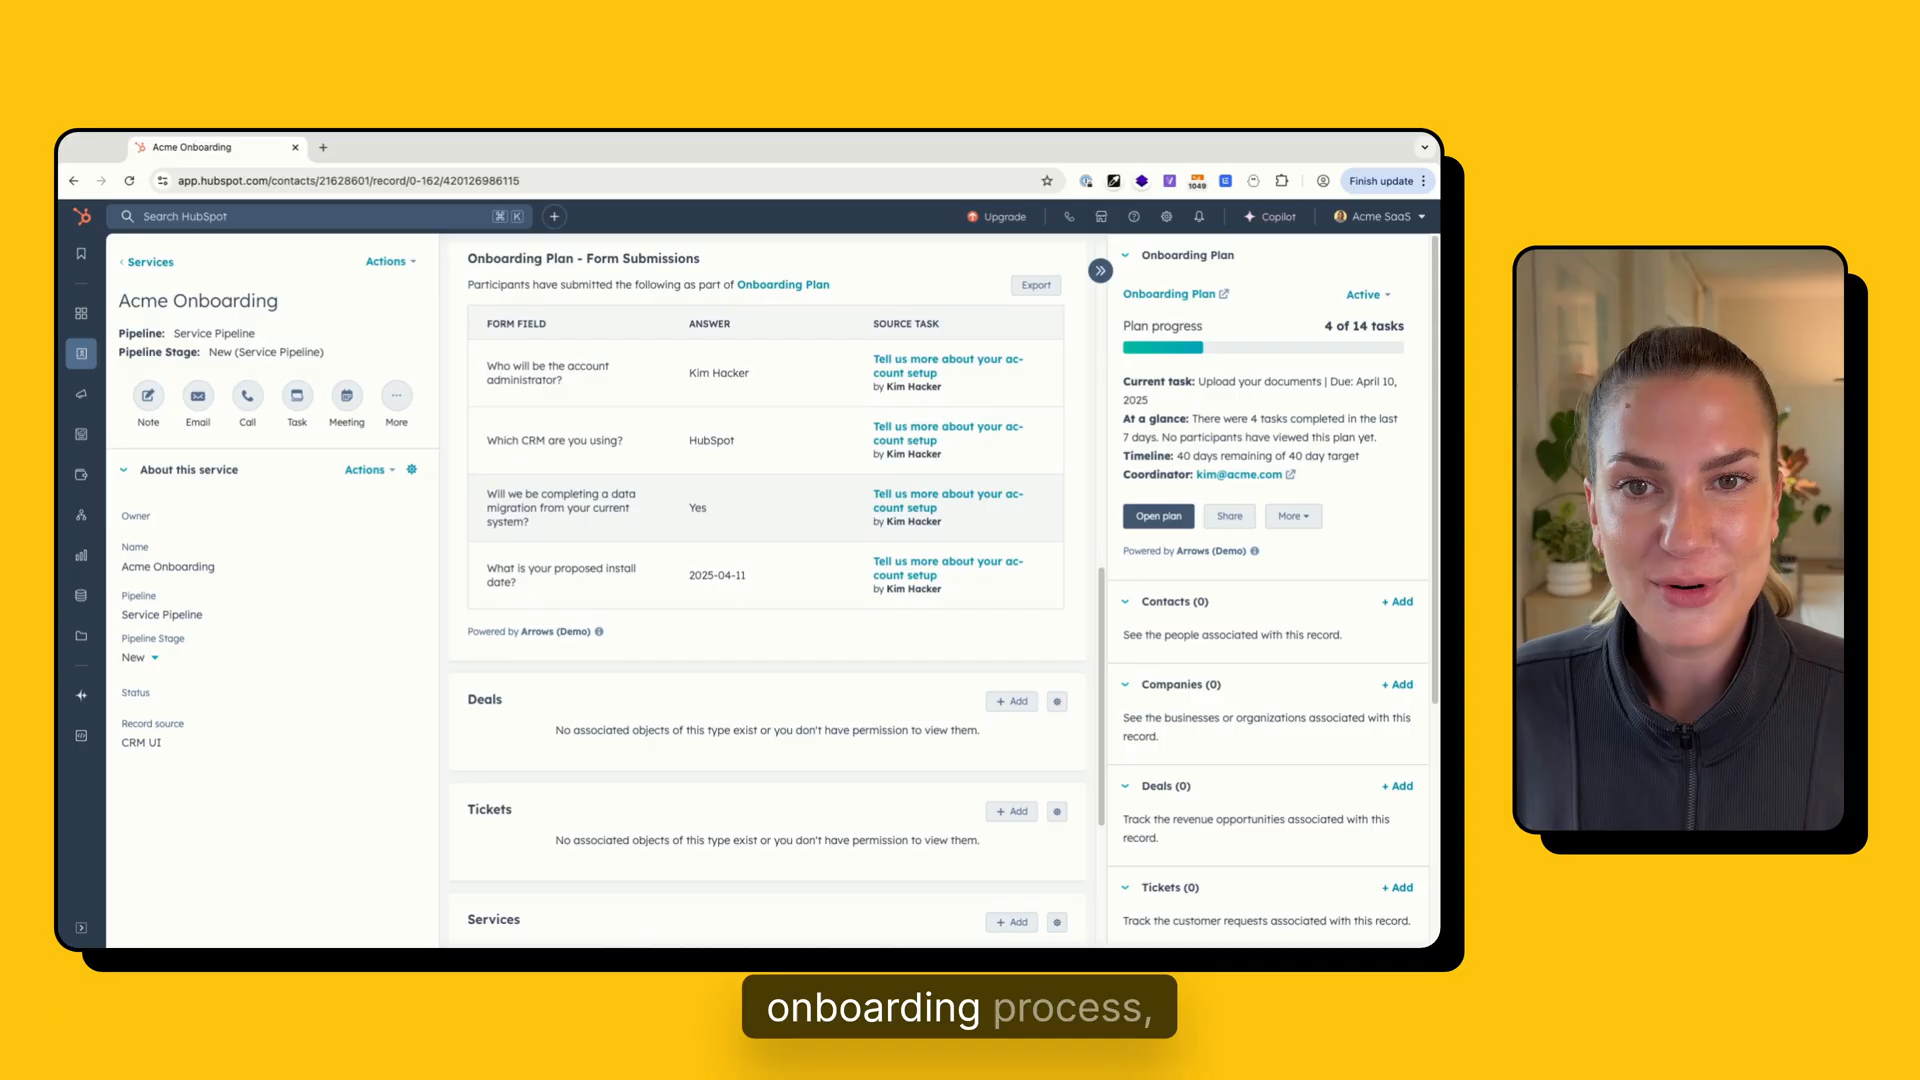 Acme Onboarding
app.hubspot.com/contacts/21628601/record/0-162/420126986115
1049
Finish update
Search HubSpot
⌘ K
Upgrade
Copilot
Acme SaaS
Services
Actions
Acme Onboarding
Pipeline: Service Pipeline
Pipeline Stage: New (Service Pipeline)
Note
Email
Call
Task
Meeting
More
About this service
Actions
Owner
Name
Acme Onboarding
Pipeline
Service Pipeline
Pipeline Stage
New
Status
Record source
CRM UI
Onboarding Plan - Form Submissions
Participants have submitted the following as part of Onboarding Plan
Export
FORM FIELD
ANSWER
SOURCE TASK
Who will be the account
administrator?
Kim Hacker
Tell us more about your ac-
count setup
by Kim Hacker
Which CRM are you using?
HubSpot
Tell us more about your ac-
count setup
by Kim Hacker
Will we be completing a data
migration from your current
system?
Yes
Tell us more about your ac-
count setup
by Kim Hacker
What is your proposed install
date?
2025-04-11
Tell us more about your ac-
count setup
by Kim Hacker
Powered by Arrows (Demo)
Deals
+ Add
No associated objects of this type exist or you don't have permission to view them.
Tickets
+ Add
No associated objects of this type exist or you don't have permission to view them.
Services
+ Add
Onboarding Plan
Onboarding Plan
Active
Plan progress
4 of 14 tasks
Current task: Upload your documents | Due: April 10,
2025
At a glance: There were 4 tasks completed in the last
7 days. No participants have viewed this plan yet.
Timeline: 40 days remaining of 40 day target
Coordinator: kim@acme.com
Open plan
Share
More
Powered by Arrows (Demo)
Contacts (0)
+ Add
See the people associated with this record.
Companies (0)
+ Add
See the businesses or organizations associated with this
record.
Deals (0)
+ Add
Track the revenue opportunities associated with this
record.
Tickets (0)
+ Add
Track the customer requests associated with this record.
onboarding process,